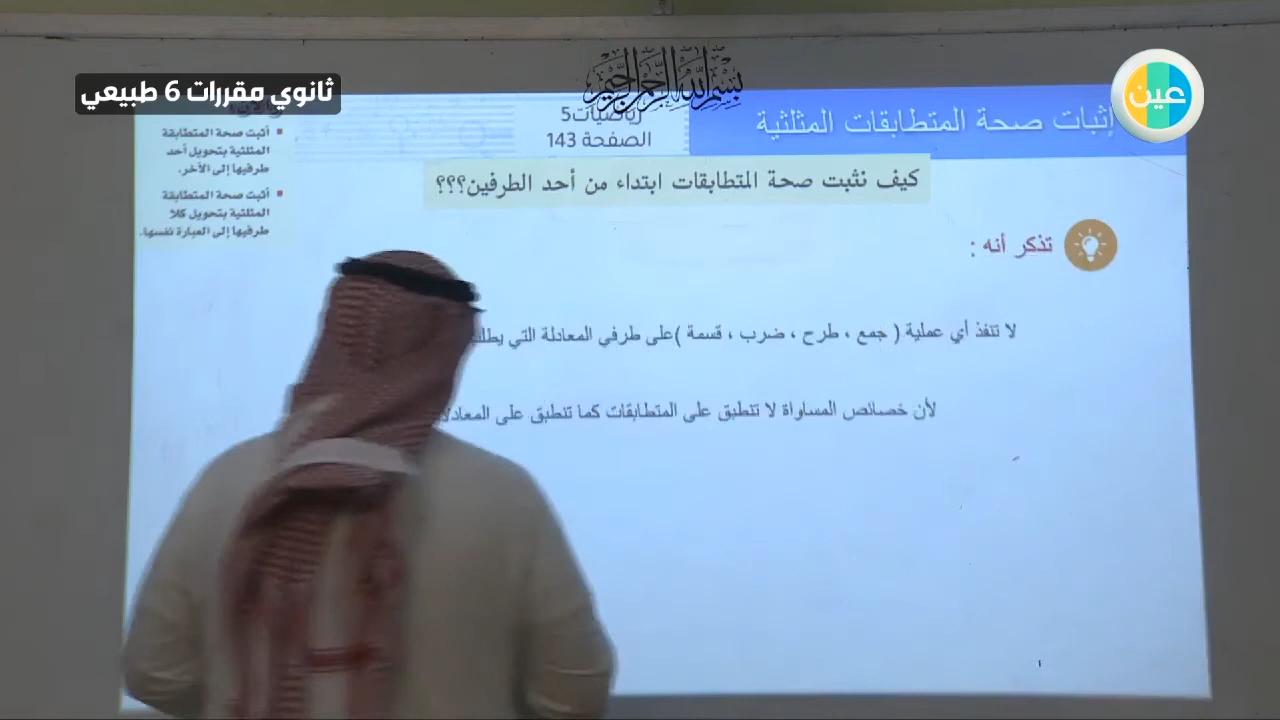 ثانوي مقررات 6 طبيعي
عين
بسم الله الرحمن الرحيم
إثبات صحة المتطابقات المثلثية
رياضيات5
الصفحة 143
أثبت صحة المتطابقة
المثلثية بتحويل أحد
طرفيها إلى الآخر.
أثبت صحة المتطابقة
المثلثية بتحويل كلا
طرفيها إلى العبارة نفسها.
كيف نثبت صحة المتطابقات ابتداء من أحد الطرفين؟؟؟
تذكر أنه :
لا تنفذ أي عملية ( جمع ، طرح ، ضرب ، قسمة )على طرفي المعادلة التي
لأن خصائص المساواة لا تنطبق على المتطابقات كما تنطبق على